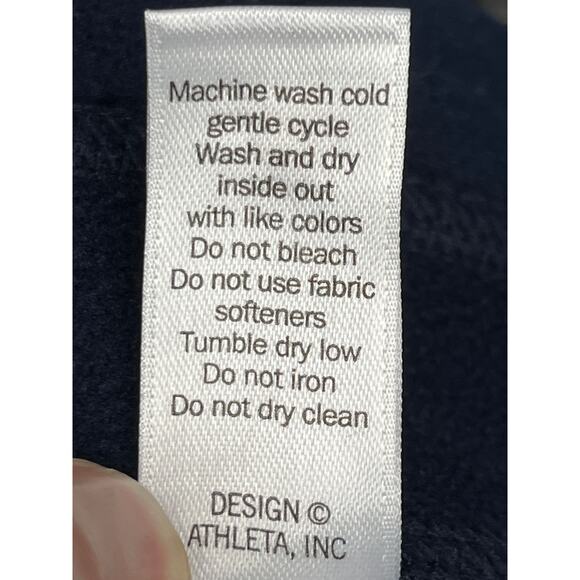 Machine wash cold
gentle cycle
Wash and dry
inside out
with like colors
Do not bleach
Do not use fabric
softeners
Tumble dry low
Do not iron
Do not dry clean
DESIGN ©
ATHLETA, INC